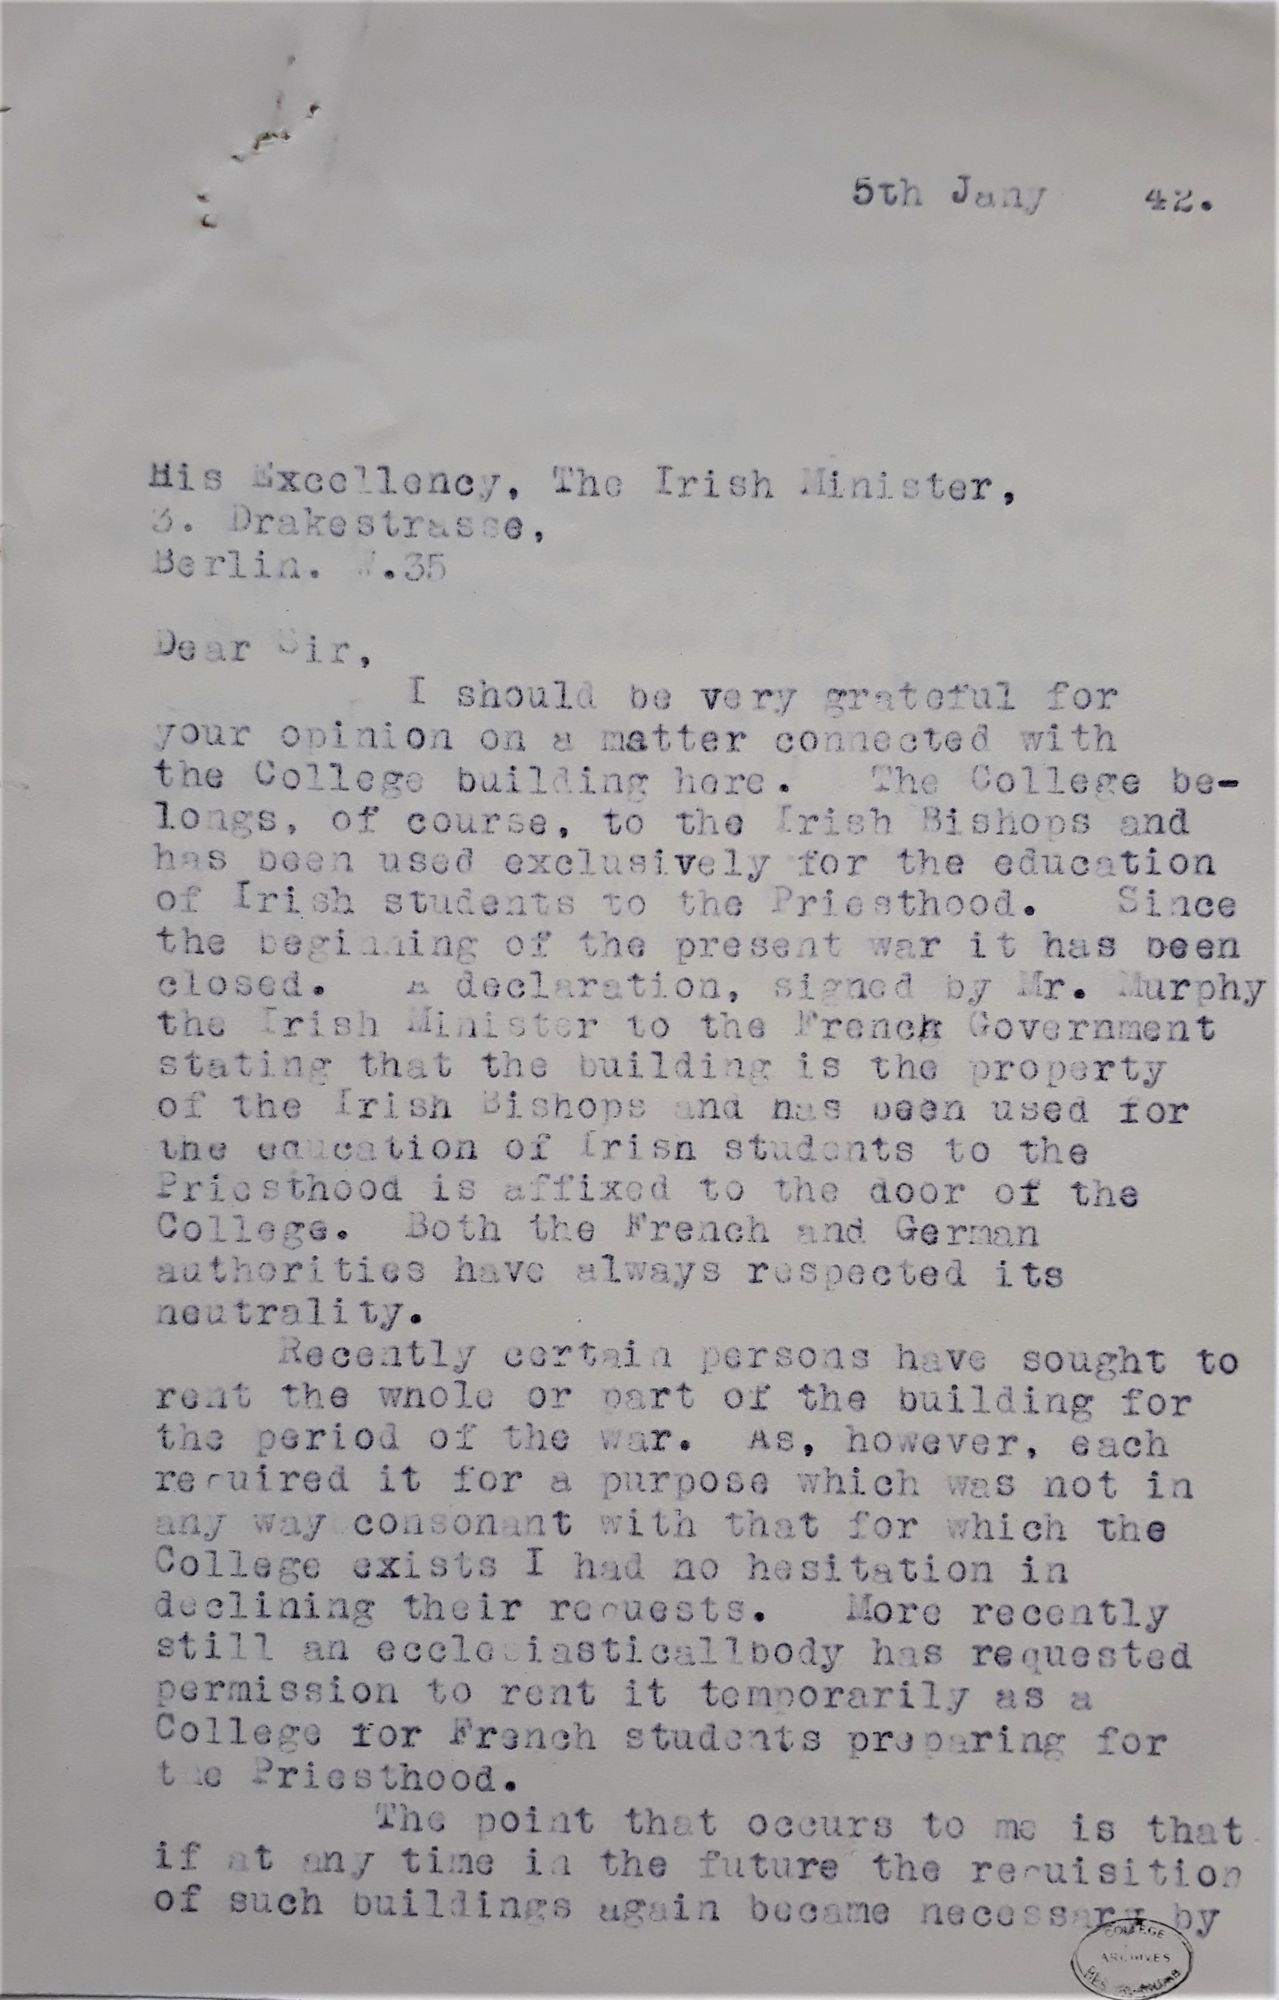 5th Jany 42.
His Excellency, The Irish Minister,
3. Drakestrasse,
Berlin. W.35
Dear Sir,
I should be very grateful for
your opinion on a matter connected with
the College building here. The College be-
longs, of course, to the Irish Bishops and
has been used exclusively for the education
of Irish students to the Priesthood. Since
the beginning of the present war it has been
closed. A declaration, signed by Mr. Murphy
the Irish Minister to the French Government
stating that the building is the property
of the Irish Bishops and has been used for
the education of Irish students to the
Priesthood is affixed to the door of the
College. Both the French and German
authorities have always respected its
neutrality.
Recently certain persons have sought to
rent the whole or part of the building for
the period of the war. As, however, each
required it for a purpose which was not in
any way consonant with that for which the
College exists I had no hesitation in
declining their requests. More recently
still an ecclesiasticallbody has requested
permission to rent it temporarily as a
College for French students preparing for
the Priesthood.
The point that occurs to me is that
if at any time in the future the requisition
of such buildings again became necessary by
COLLEGE
ARCHIVES